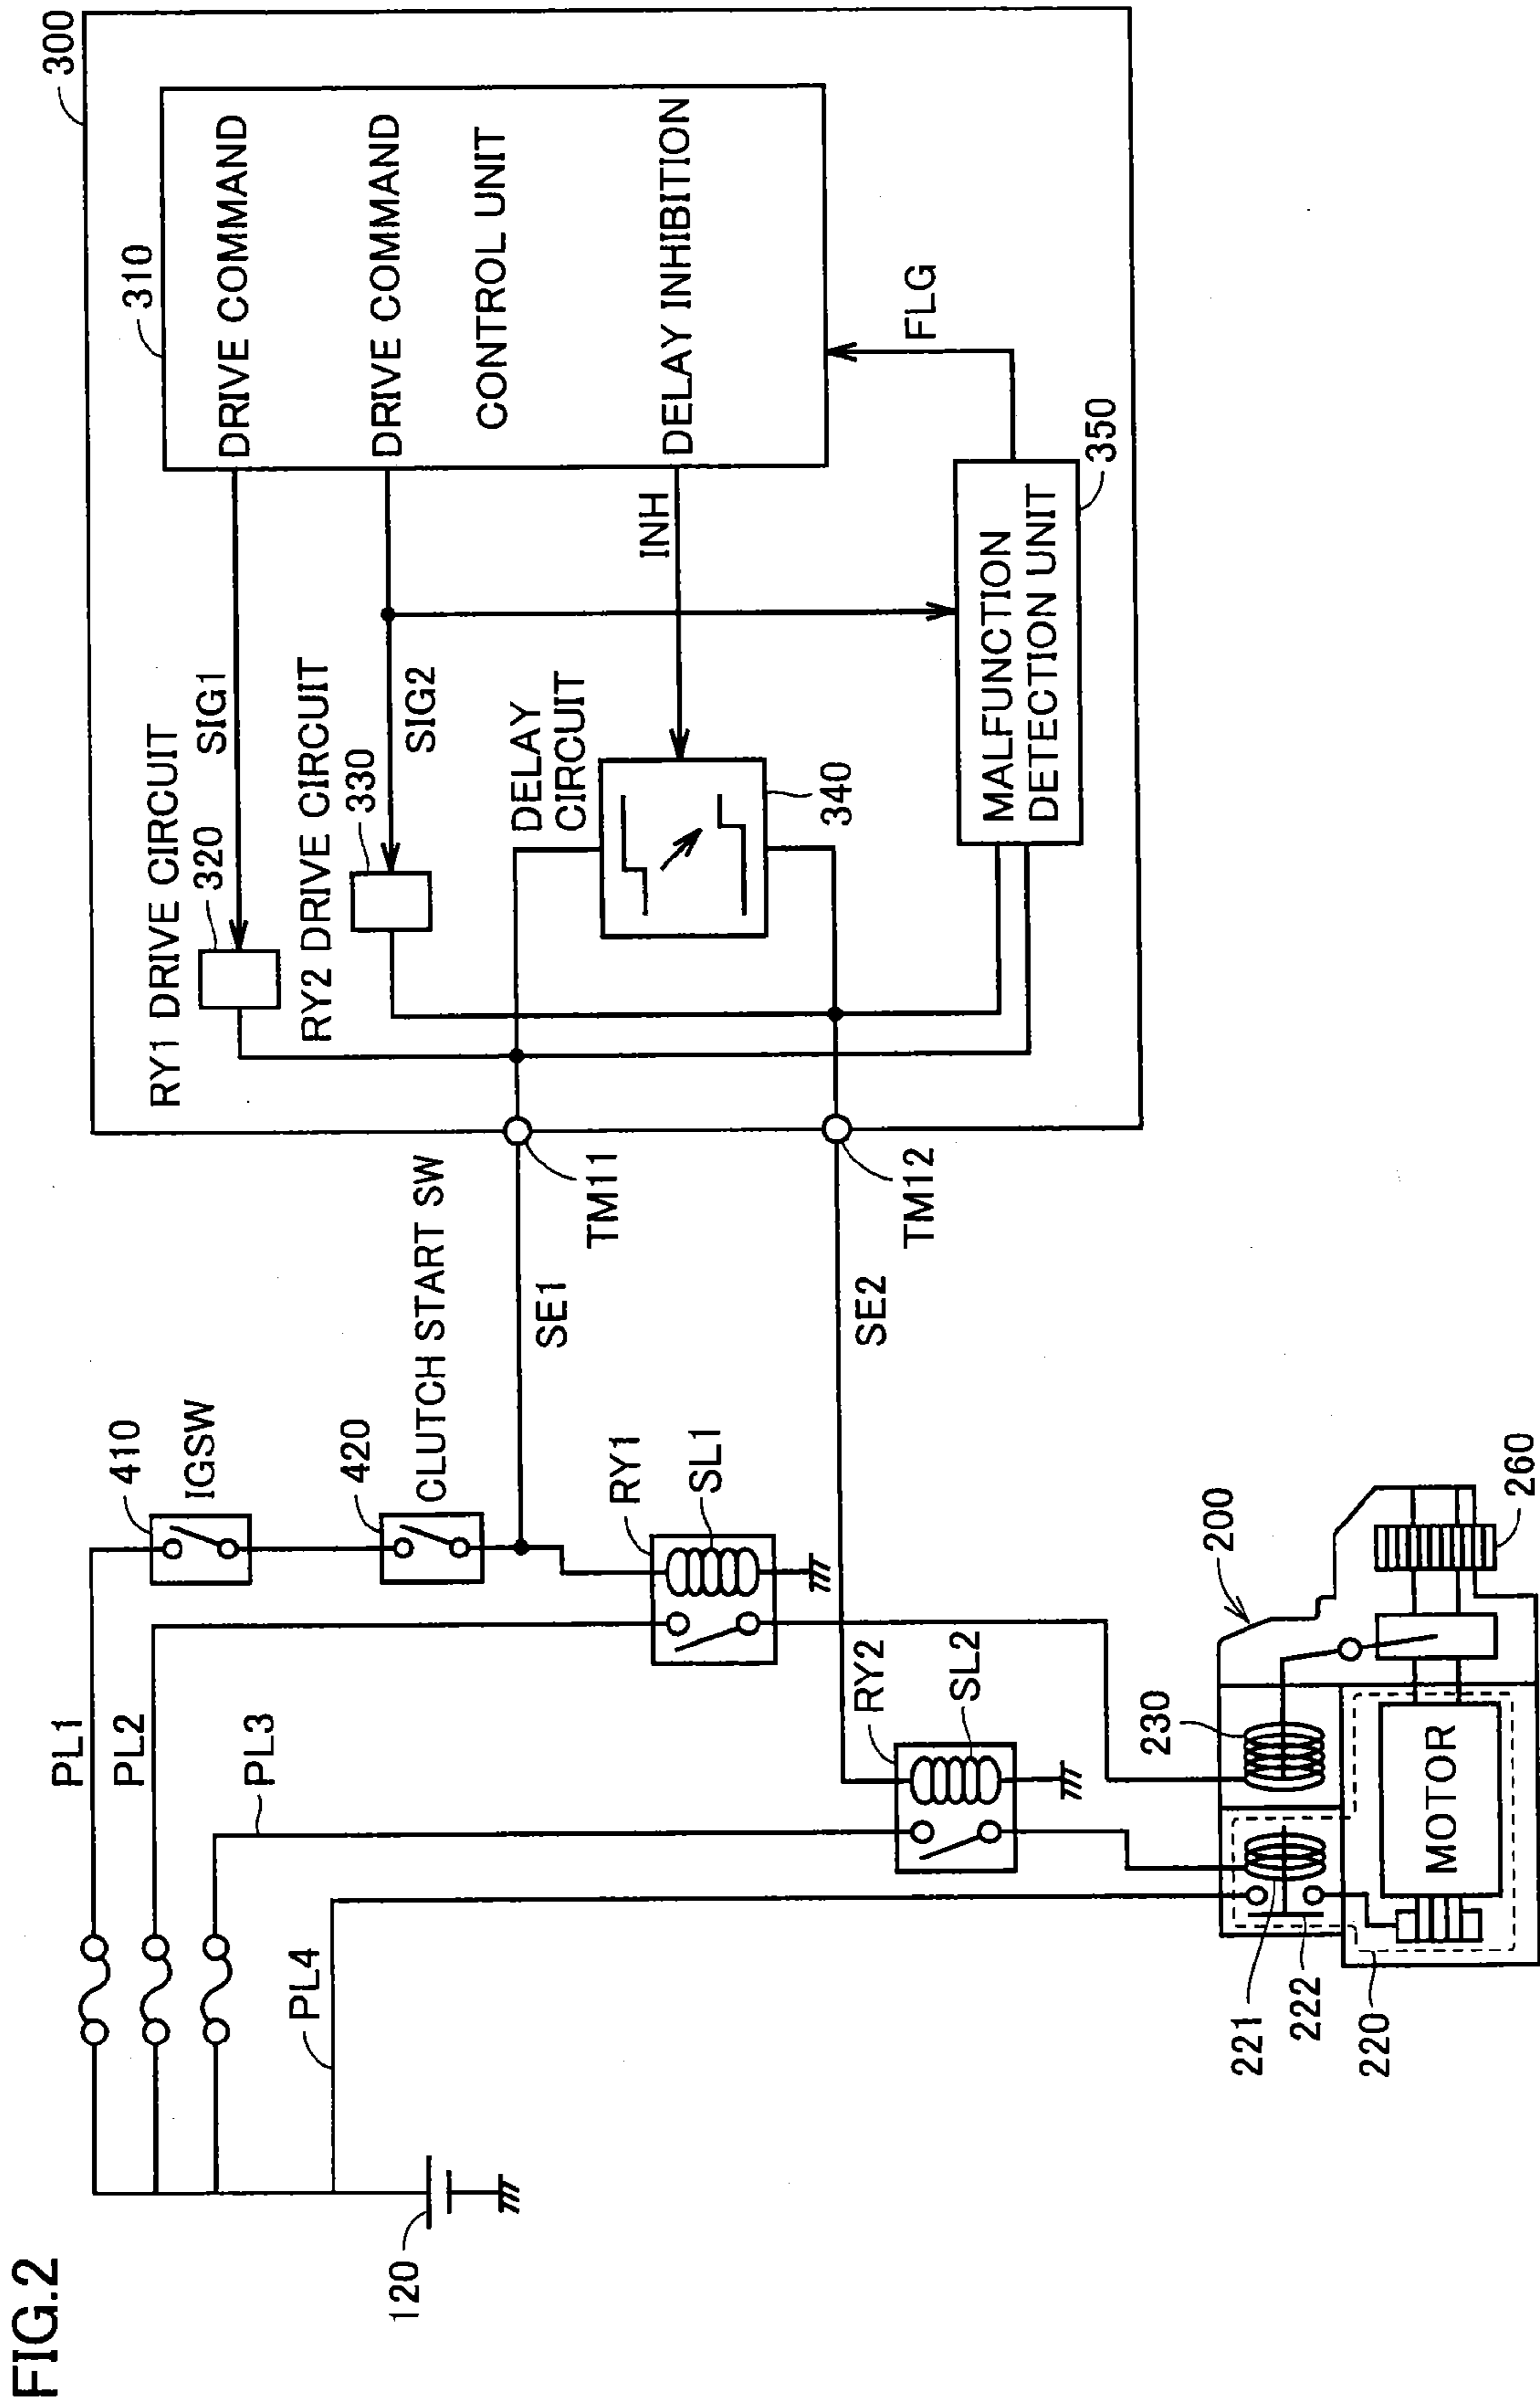 FIG.2
120
PL1
PL2
PL3
PL4
410
IGSW
420
CLUTCH START SW
RY1
SL1
RY2
SL2
SE1
SE2
TM11
TM12
300
310
DRIVE COMMAND
DRIVE COMMAND
CONTROL UNIT
DELAY INHIBITION
RY1 DRIVE CIRCUIT
320
SIG1
RY2 DRIVE CIRCUIT
330
SIG2
DELAY
CIRCUIT
340
INH
FLG
MALFUNCTION
DETECTION UNIT
350
200
230
260
MOTOR
221
222
220